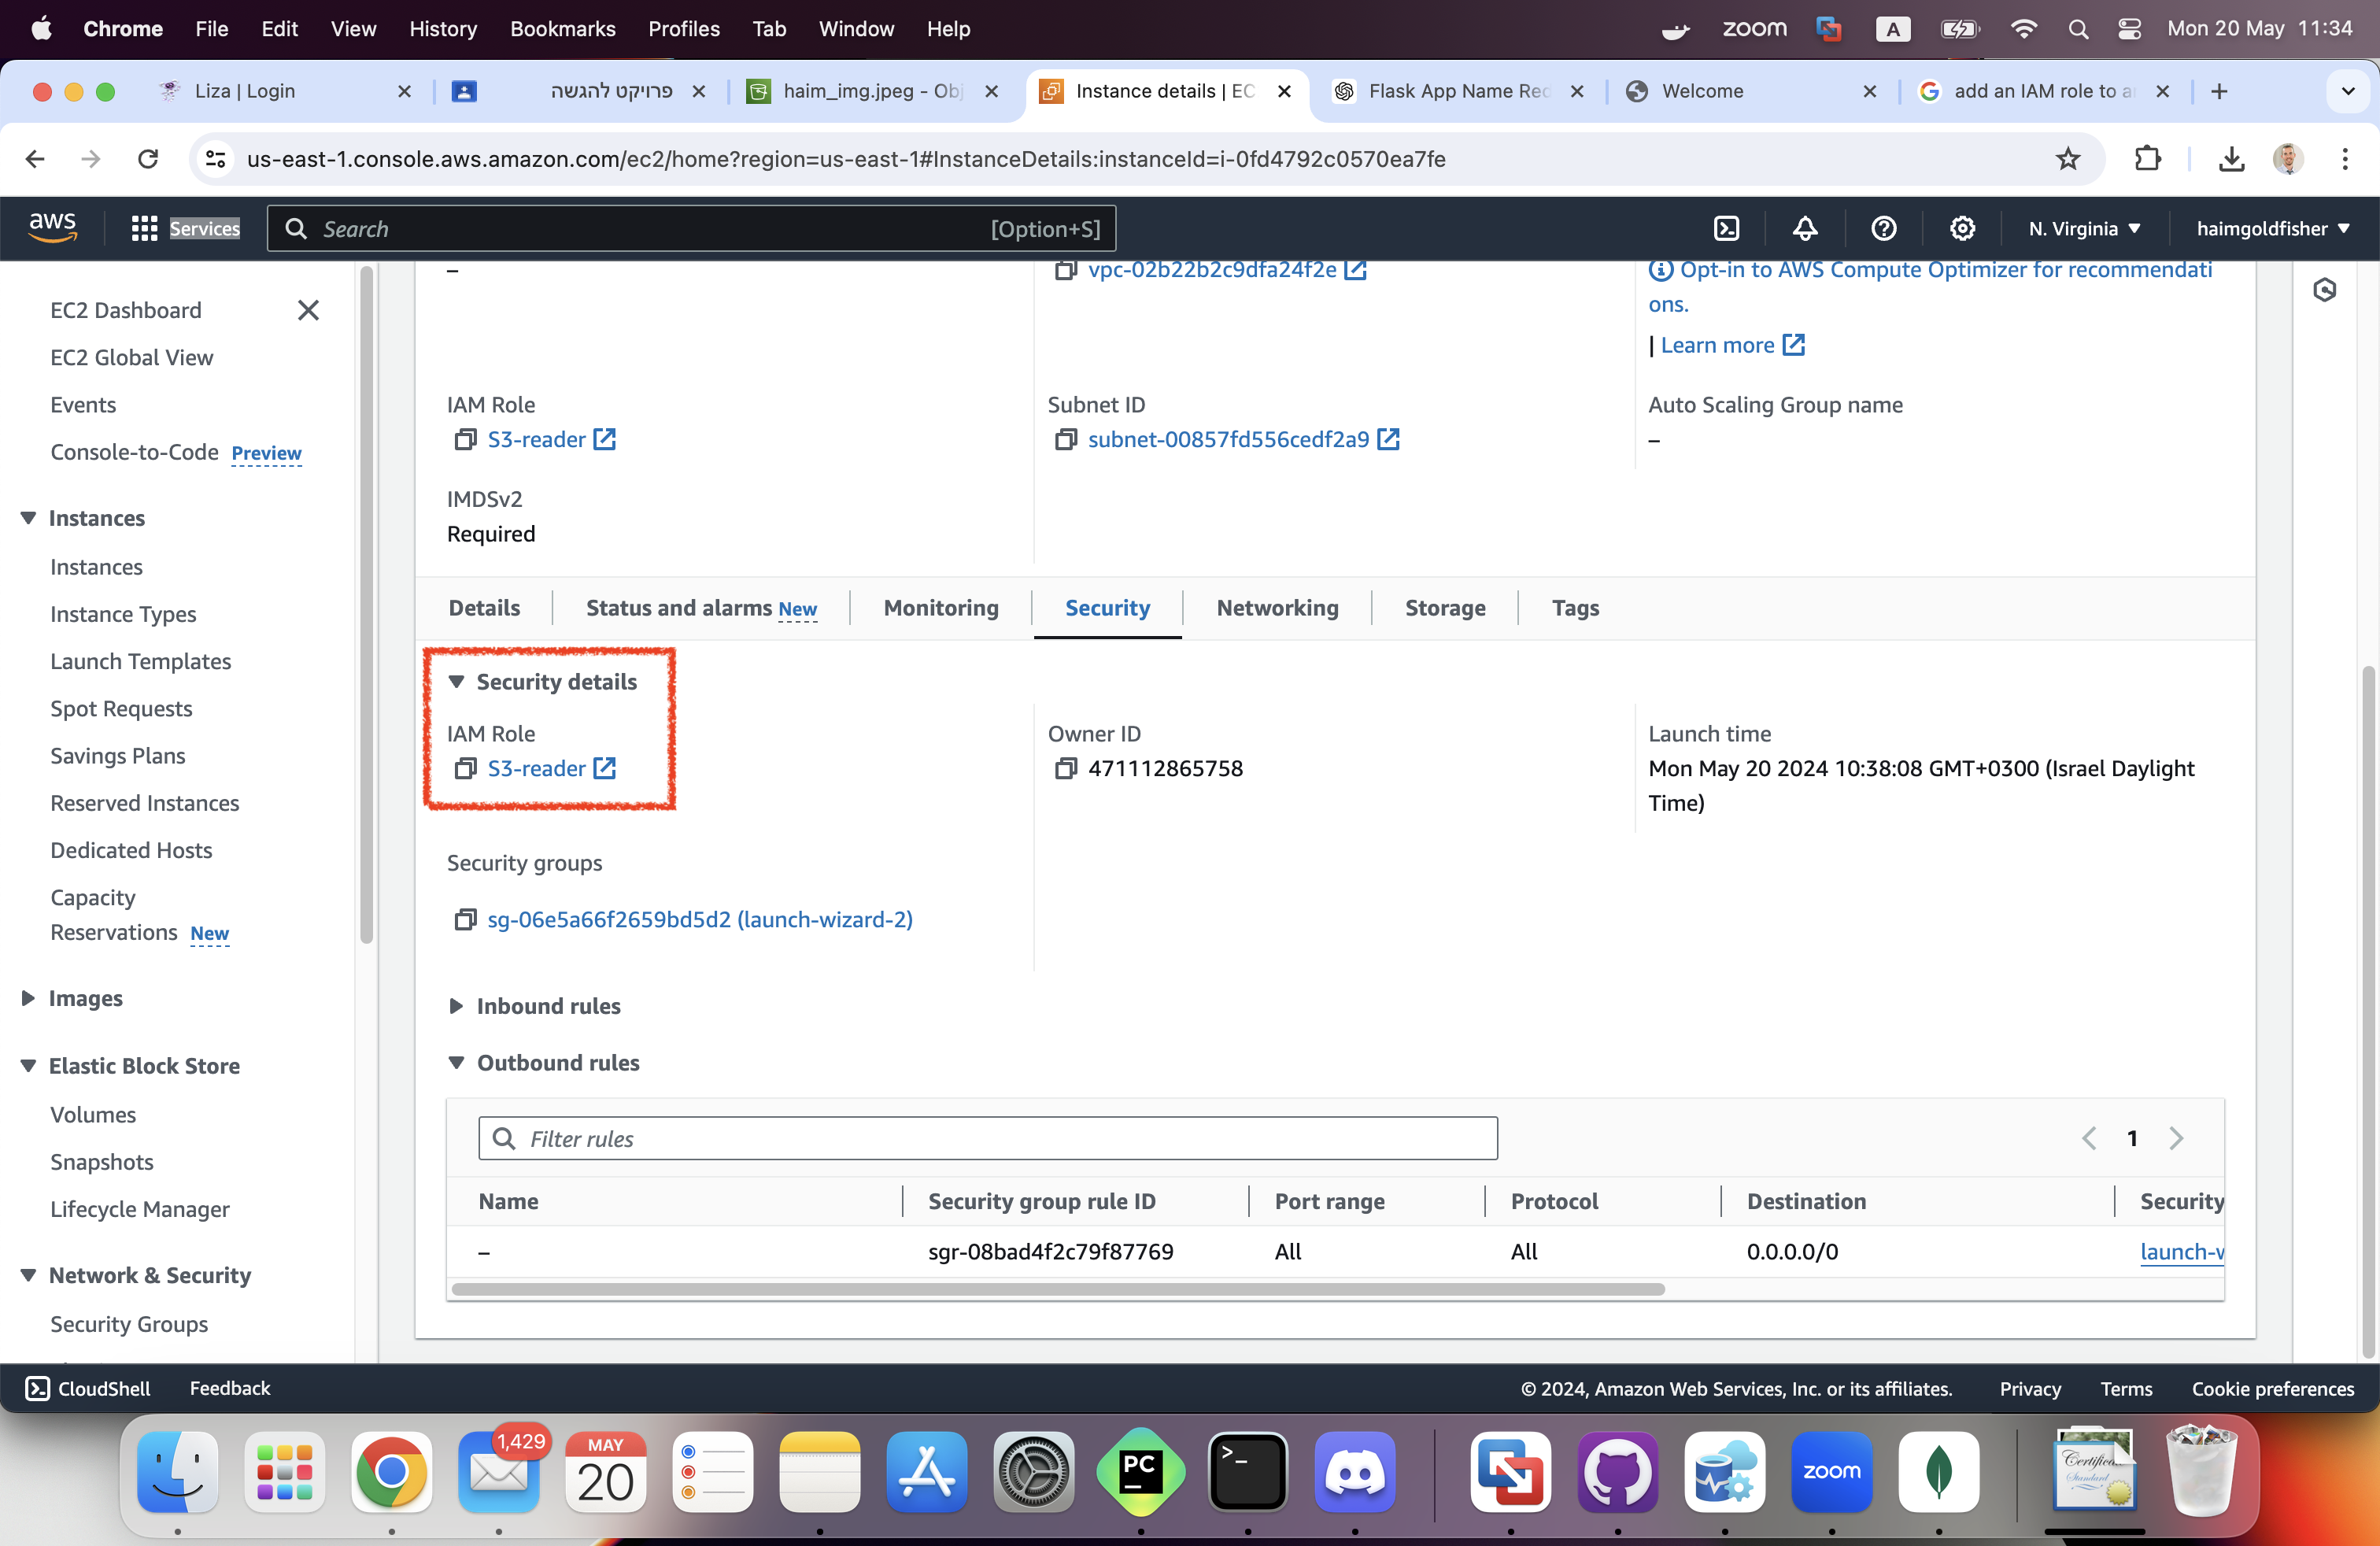 Chrome File Edit View History Bookmarks Profiles Tab Window Help zoom A Mon 20 May 11:34
Liza | Login פרויקט להגשה haim_img.jpeg - Obj Instance details | EC Flask App Name Rec Welcome add an IAM role to a
us-east-1.console.aws.amazon.com/ec2/home?region=us-east-1#InstanceDetails:instanceId=i-0fd4792c0570ea7fe
aws Services Search [Option+S] N. Virginia haimgoldfisher
EC2 Dashboard
EC2 Global View
Events
Console-to-Code Preview
Instances
Instances
Instance Types
Launch Templates
Spot Requests
Savings Plans
Reserved Instances
Dedicated Hosts
Capacity
Reservations New
Images
Elastic Block Store
Volumes
Snapshots
Lifecycle Manager
Network & Security
Security Groups
–
vpc-02b22b2c9dfa24f2e
Opt-in to AWS Compute Optimizer for recommendati
ons.
| Learn more
IAM Role
S3-reader
Subnet ID
subnet-00857fd556cedf2a9
Auto Scaling Group name
–
IMDSv2
Required
Details Status and alarms New Monitoring Security Networking Storage Tags
Security details
IAM Role
S3-reader
Owner ID
471112865758
Launch time
Mon May 20 2024 10:38:08 GMT+0300 (Israel Daylight
Time)
Security groups
sg-06e5a66f2659bd5d2 (launch-wizard-2)
Inbound rules
Outbound rules
Filter rules
1
Name Security group rule ID Port range Protocol Destination Security
– sgr-08bad4f2c79f87769 All All 0.0.0.0/0 launch-w
CloudShell Feedback © 2024, Amazon Web Services, Inc. or its affiliates. Privacy Terms Cookie preferences
1,429
MAY
20
PC
>_
zoom
Certificate
Standard